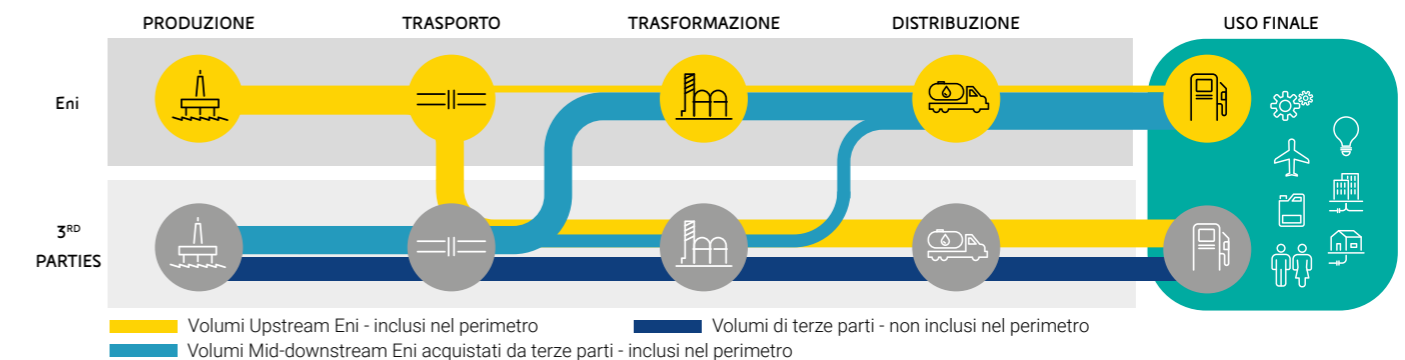 PRODUZIONE TRASPORTO TRASFORMAZIONE DISTRIBUZIONE USO FINALE
Eni
3RD
PARTIES
Volumi Upstream Eni - inclusi nel perimetro Volumi di terze parti - non inclusi nel perimetro
Volumi Mid-downstream Eni acquistati da terze parti - inclusi nel perimetro